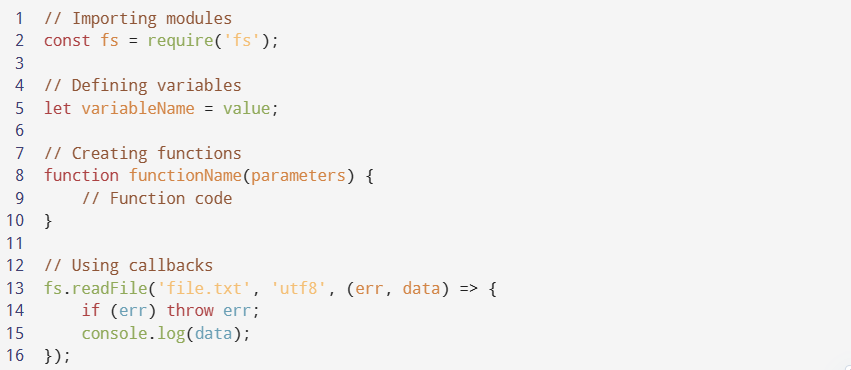 1 // Importing modules
2 const fs = require('fs');
3
4 // Defining variables
5 let variableName = value;
6
7 // Creating functions
8 function functionName(parameters) {
9     // Function code
10 }
11
12 // Using callbacks
13 fs.readFile('file.txt', 'utf8', (err, data) => {
14     if (err) throw err;
15     console.log(data);
16 });